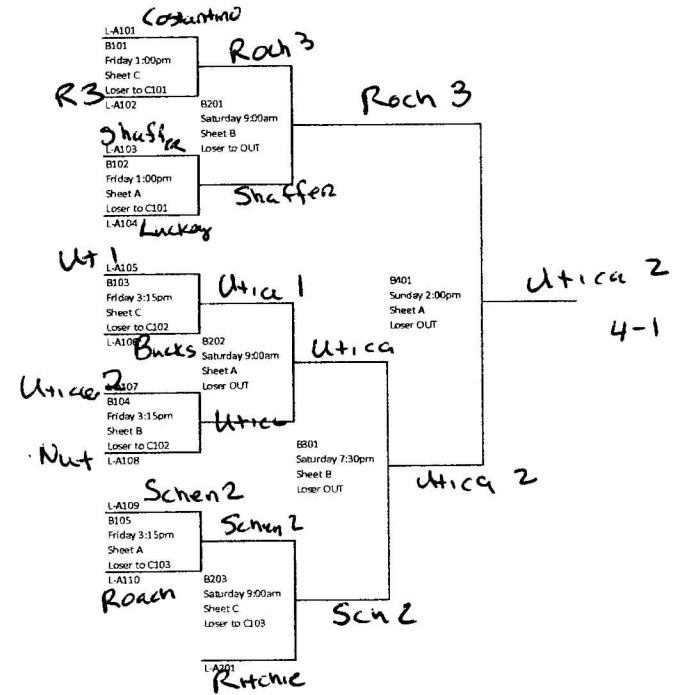 Costantino
L-A101
B101
Friday 1:00pm
Sheet C
Loser to C101
R3
L-A102
Roch 3
Shaffer
L-A103
B102
Friday 1:00pm
Sheet A
Loser to C101
L-A104
Luckey
B201
Saturday 9:00am
Sheet B
Loser to OUT
Shaffer
Roch 3
Ut 1
L-A105
B103
Friday 3:15pm
Sheet C
Loser to C102
L-A106
Bucks
Utica 1
Utica 2
L-A107
B104
Friday 3:15pm
Sheet B
Loser to C102
Nut
L-A108
B202
Saturday 9:00am
Sheet A
Loser OUT
Utica
Utica
Schen 2
L-A109
B105
Friday 3:15pm
Sheet A
Loser to C103
L-A110
Roach
Schen 2
B203
Saturday 9:00am
Sheet C
Loser to C103
L-A201
Ritchie
B301
Saturday 7:30pm
Sheet B
Loser OUT
Sch 2
B401
Sunday 2:00pm
Sheet A
Loser OUT
Utica 2
Utica 2
4-1